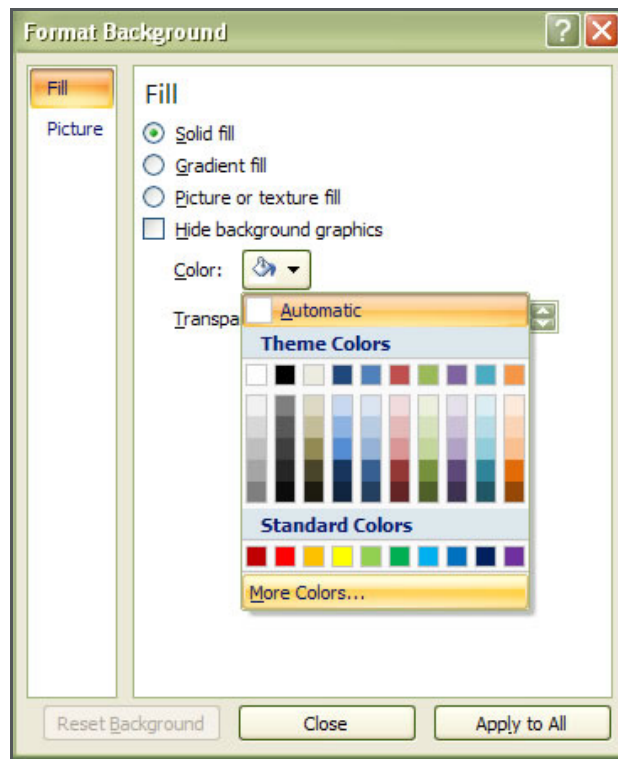 Format Background
Fill
Picture
Fill
Solid fill
Gradient fill
Picture or texture fill
Hide background graphics
Color:
Transpa
Automatic
Theme Colors
Standard Colors
More Colors...
Reset Background
Close
Apply to All